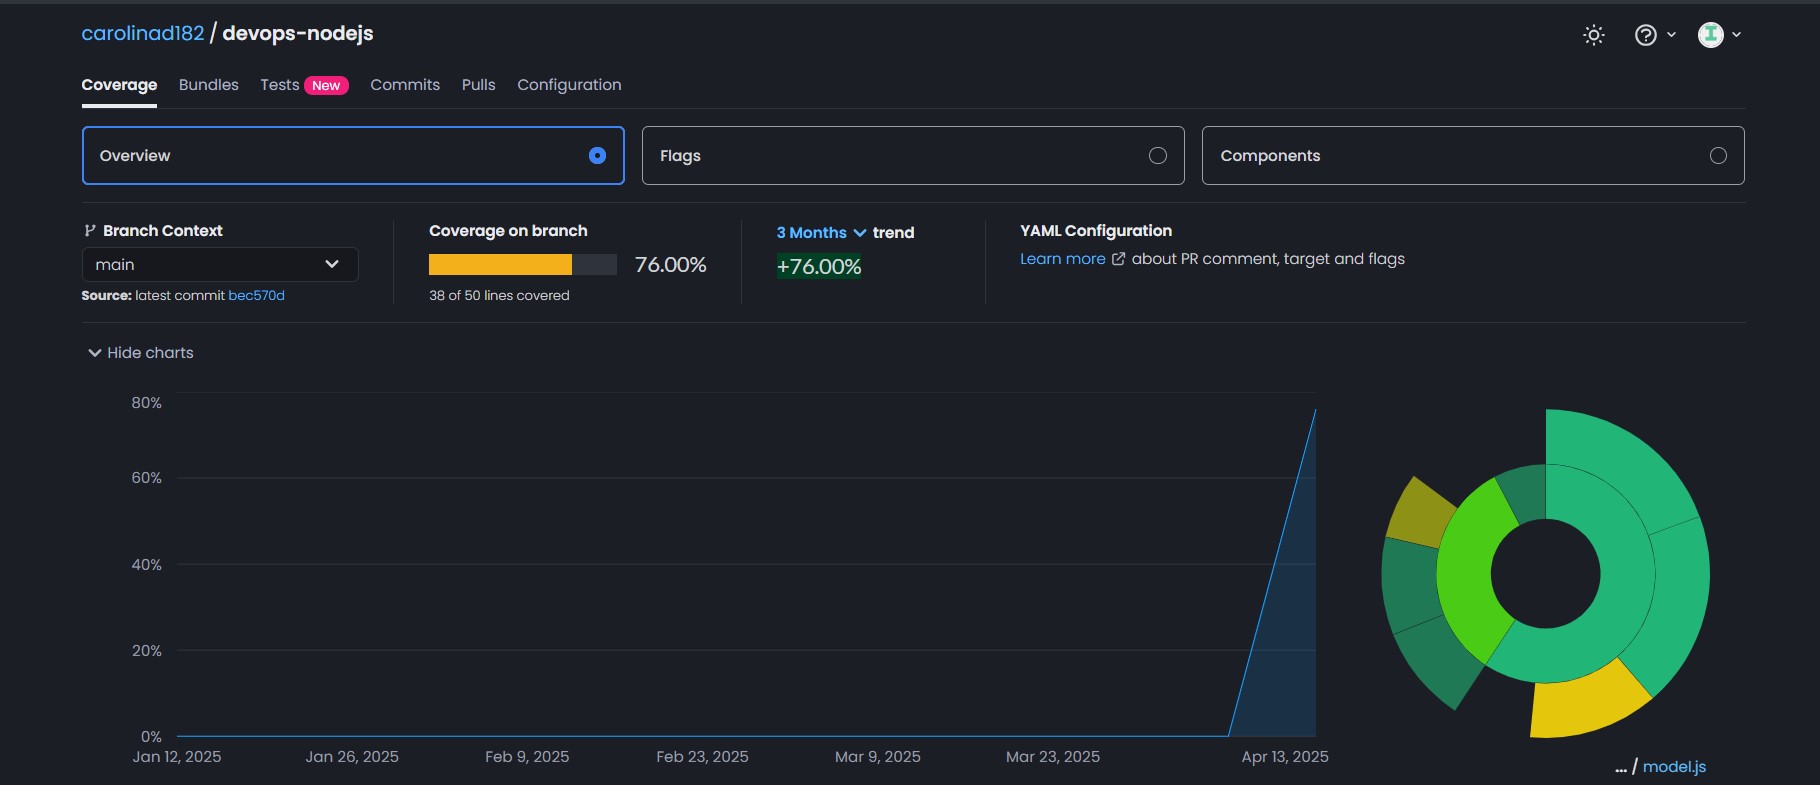 carolinad182 / devops-nodejs
Coverage Bundles Tests New Commits Pulls Configuration
Overview Flags Components
Branch Context
main
Source: latest commit bec570d
Coverage on branch
76.00%
38 of 50 lines covered
3 Months trend
+76.00%
YAML Configuration
Learn more about PR comment, target and flags
Hide charts
80%
60%
40%
20%
0%
Jan 12, 2025 Jan 26, 2025 Feb 9, 2025 Feb 23, 2025 Mar 9, 2025 Mar 23, 2025 Apr 13, 2025
... / model.js